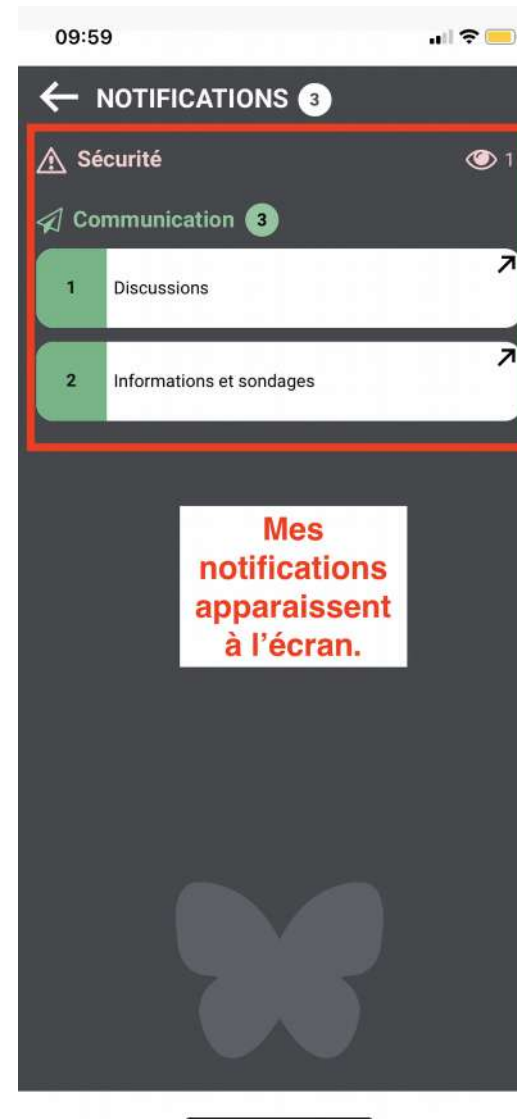 09:59
NOTIFICATIONS 3
Sécurité 1
Communication 3
1 Discussions
2 Informations et sondages
Mes
notifications
apparaissent
à l'écran.